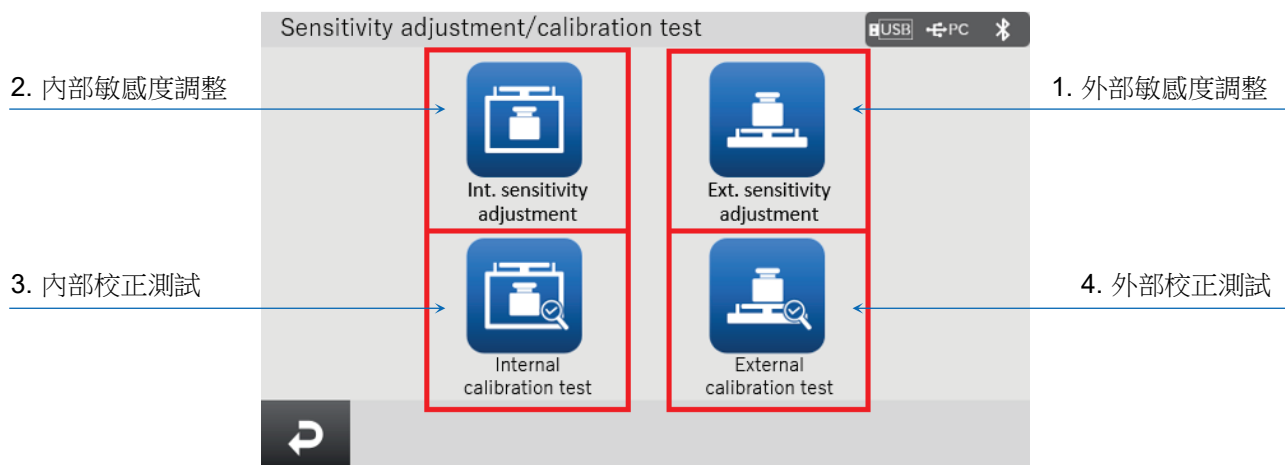 Sensitivity adjustment/calibration test
USB PC
2. 內部敏感度調整
1. 外部敏感度調整
Int. sensitivity
adjustment
Ext. sensitivity
adjustment
3. 內部校正測試
4. 外部校正測試
Internal
calibration test
External
calibration test